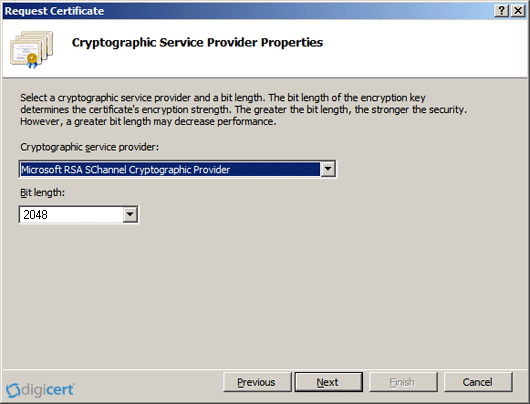 Request Certificate
Cryptographic Service Provider Properties
Select a cryptographic service provider and a bit length. The bit length of the encryption key
determines the certificate's encryption strength. The greater the bit length, the stronger the security.
However, a greater bit length may decrease performance.
Cryptographic service provider:
Microsoft RSA SChannel Cryptographic Provider
Bit length:
2048
digicert
Previous Next Finish Cancel